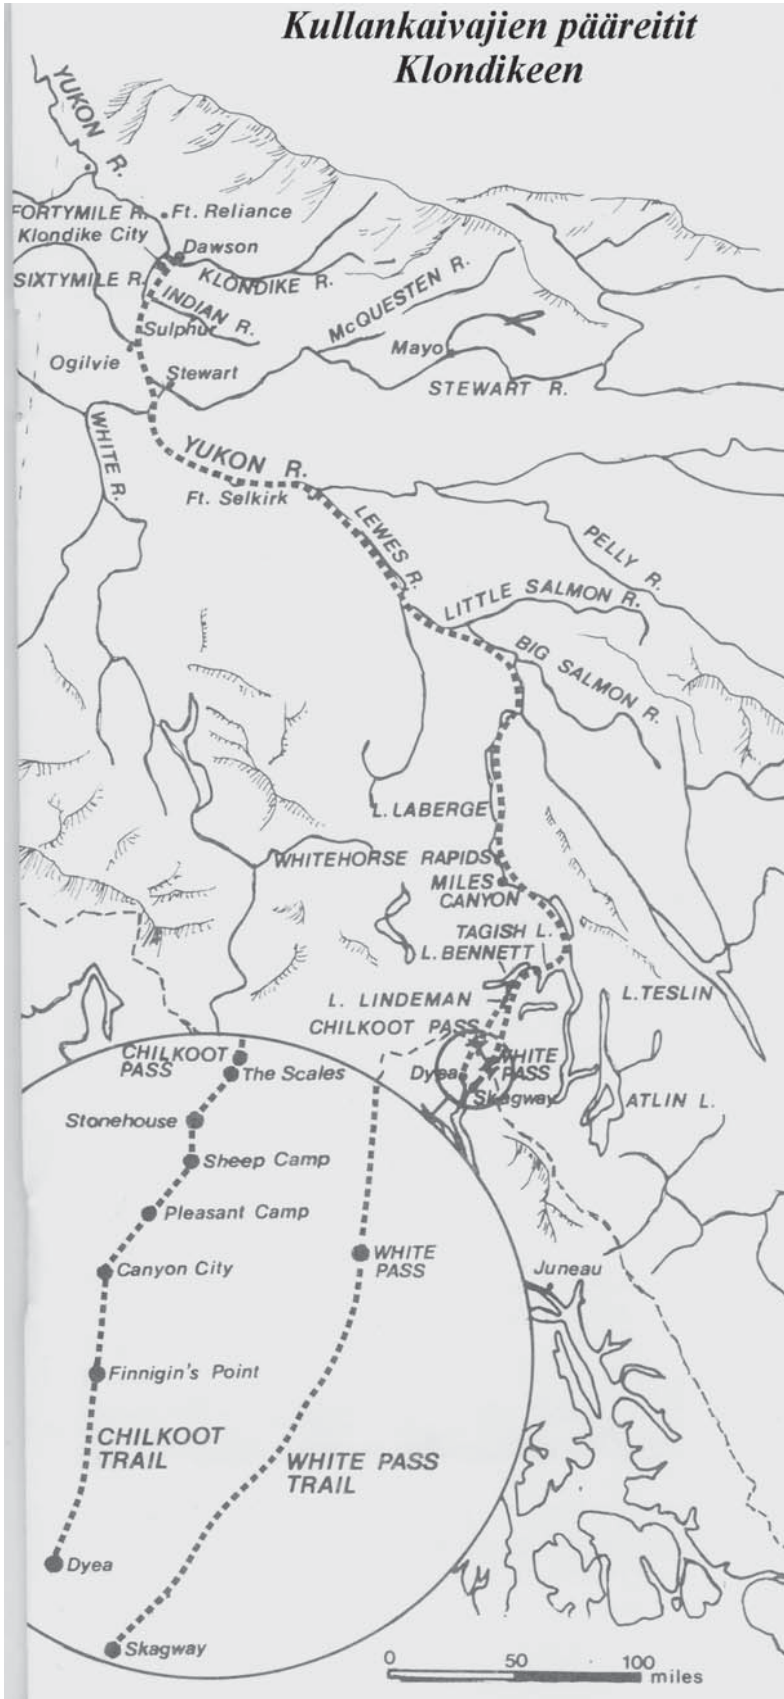 Kullankaivajien pääreitit
Klondikeen
YUKON R.
FORTYMILE R.
Ft. Reliance
Klondike City
Dawson
SIXTYMILE R.
KLONDIKE R.
INDIAN R.
Sulphur
McQUESTEN R.
Ogilvie
Mayo
Stewart
STEWART R.
WHITE R.
YUKON R.
Ft. Selkirk
LEWES R.
PELLY R.
LITTLE SALMON R.
BIG SALMON R.
L. LABERGE
WHITEHORSE RAPIDS
MILES
CANYON
TAGISH L.
L. BENNETT
L. LINDEMAN
L. TESLIN
CHILKOOT PASS
WHITE
PASS
Dyea
Skagway
ATLIN L.
CHILKOOT
PASS
The Scales
Stonehouse
Sheep Camp
Pleasant Camp
WHITE
PASS
Canyon City
Juneau
Finnigin's Point
CHILKOOT
TRAIL
WHITE PASS
TRAIL
Dyea
Skagway
0 50 100
miles